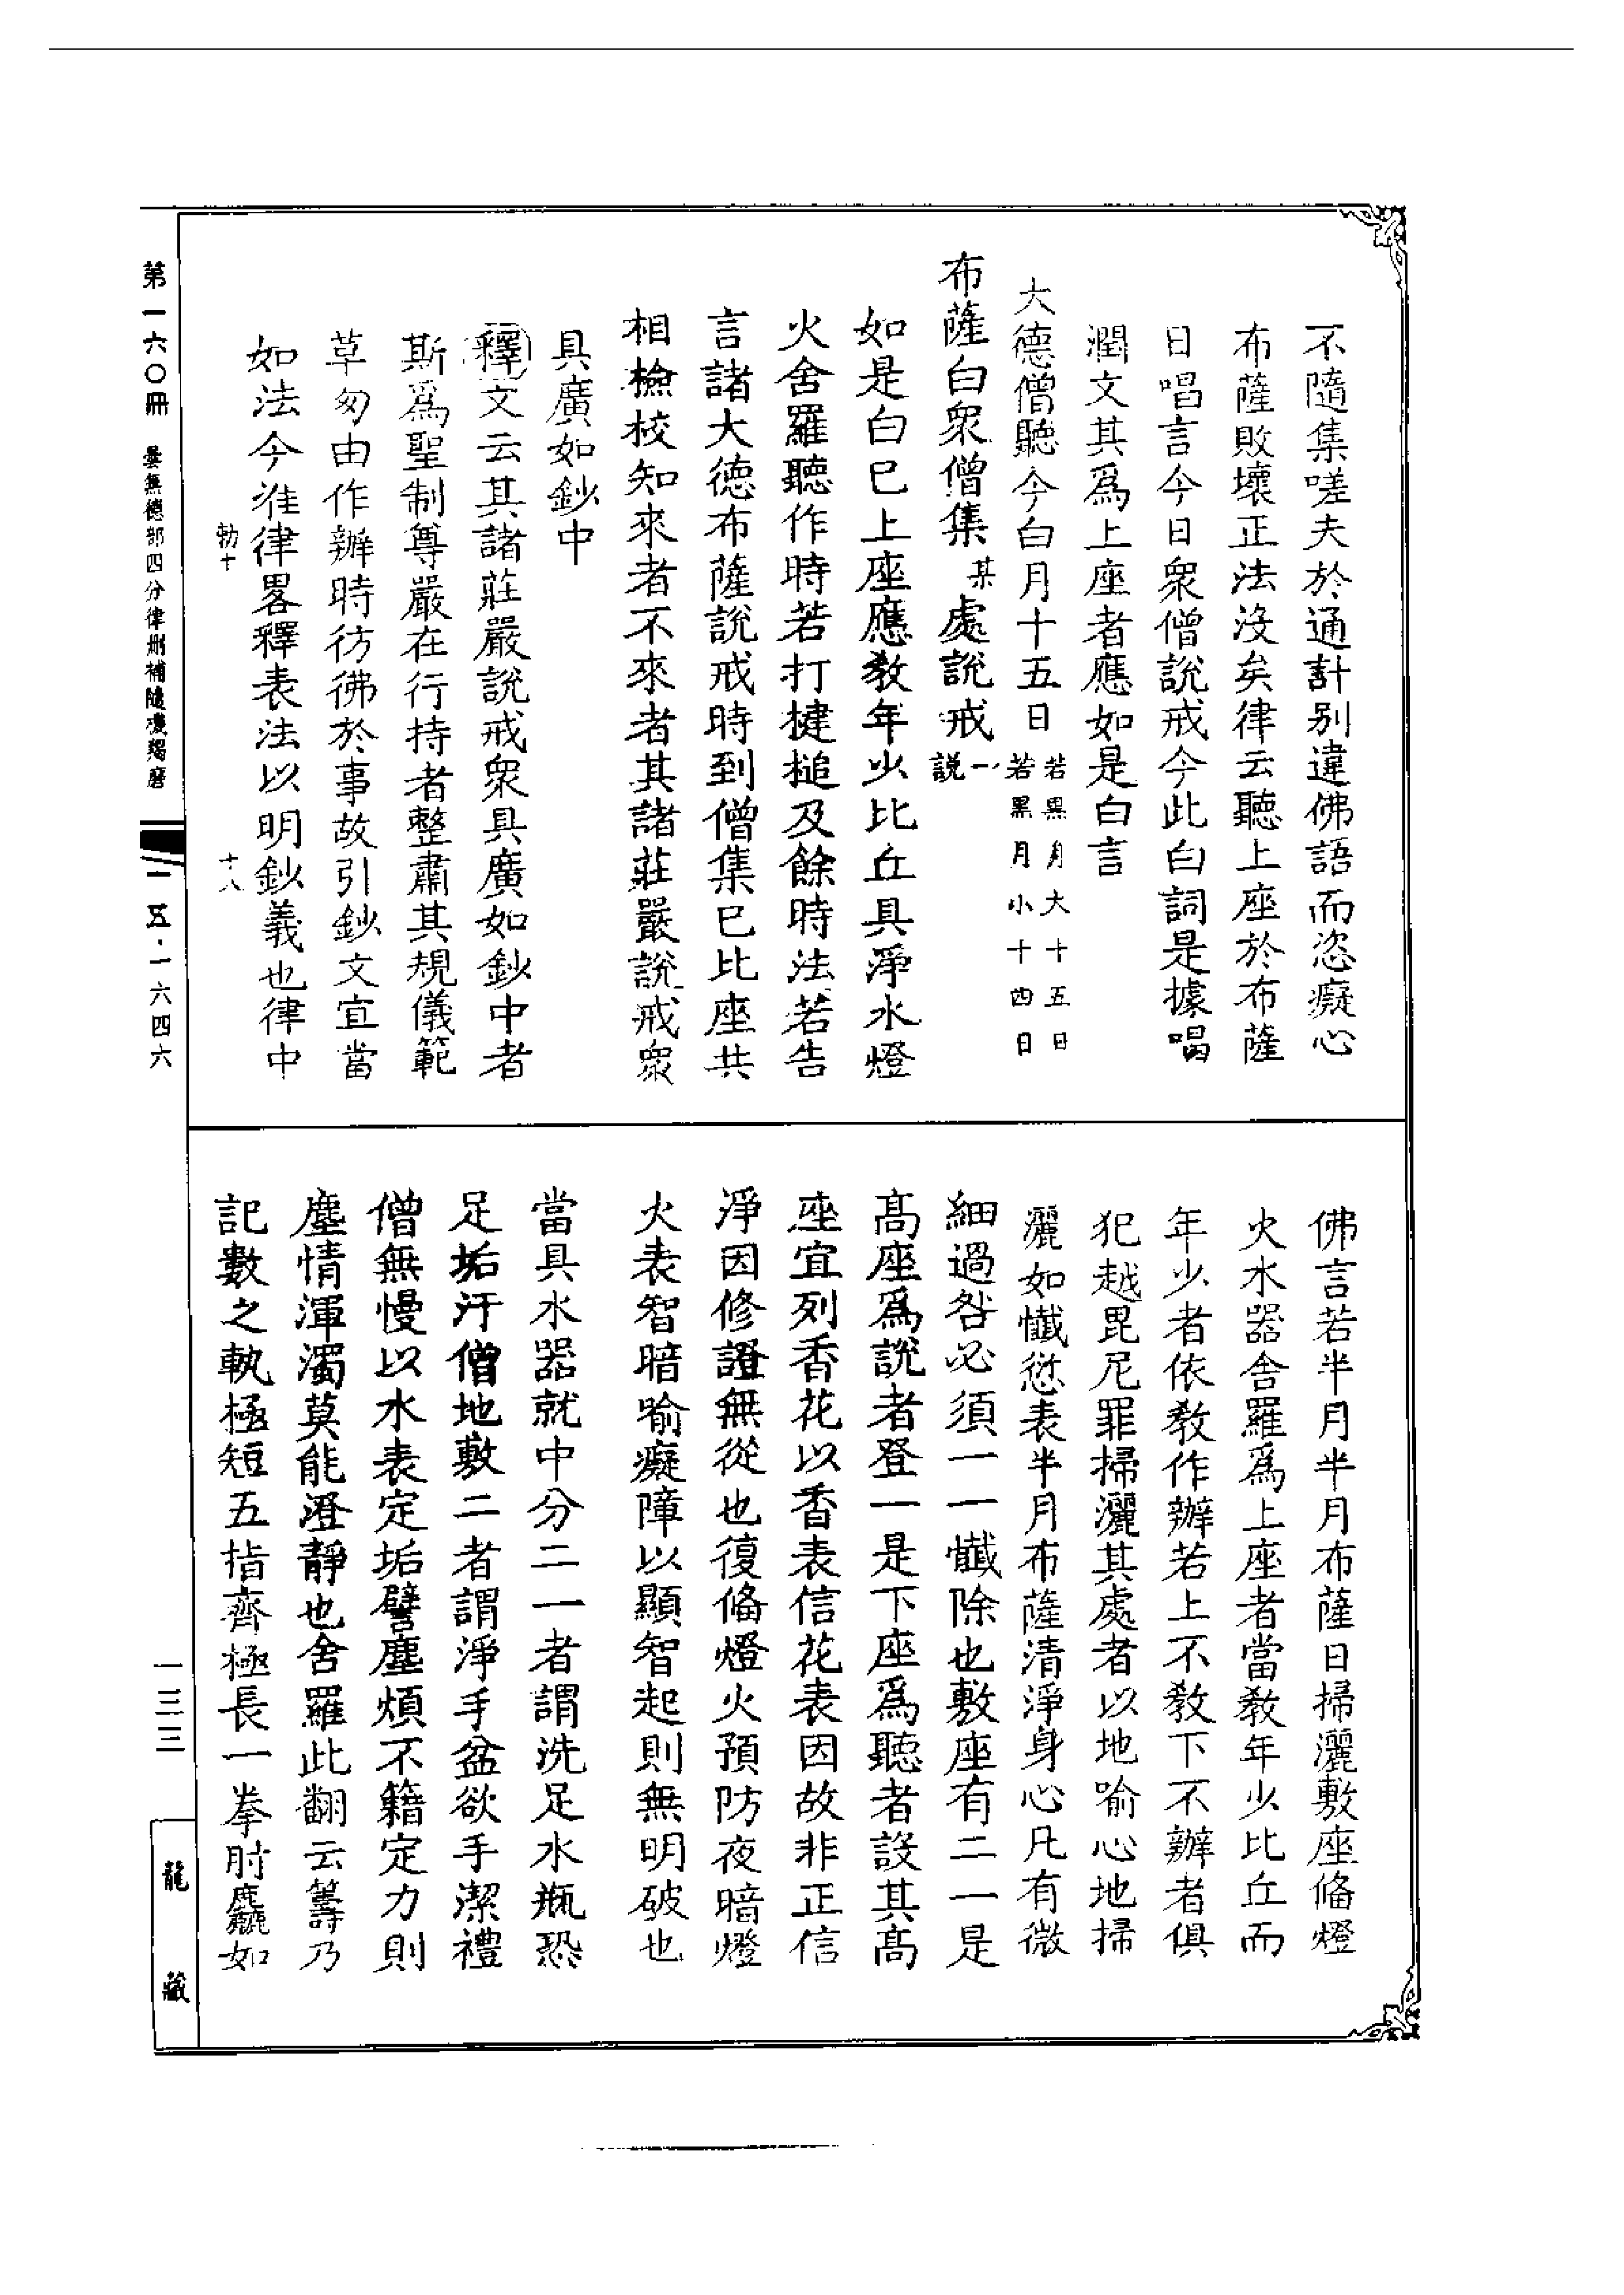 不隨集嗟夫於通計別違佛語而恣癡心
布薩敗壞正法沒矣律云聽上座於布薩
日唱言今日衆僧說戒今此白詞是據唱
潤文其爲上座者應如是白言
大德僧聽今白月十五日若黑月大十五日若黑月小十四日
布薩白衆僧集某處說戒一說
如是白已上座應教年少比丘具淨水燈
火舍羅聽作時若打揵槌及餘時法若告
言諸大德布薩說戒時到僧集已比座共
相檢校知來者不來者其諸莊嚴說戒衆
具廣如鈔中
釋文云其諸莊嚴說戒衆具廣如鈔中者
斯爲聖制尊嚴在行持者整肅其規儀範
草匆由作辦時彷彿於事故引鈔文宜當
如法今准律畧釋表法以明鈔義也律中
佛言若半月半月布薩日掃灑敷座俻燈
火水器舍羅爲上座者當教年少比丘而
年少者依教作辦若上不教下不辦者俱
犯越毘尼罪掃灑其處者以地喻心地掃
灑如懺愆表半月布薩清淨身心凡有微
細過咎必須一一懺除也敷座有二一是
高座爲說者登一是下座爲聽者設其高
座宜列香花以香表信花表因故非正信
淨因修證無從也復俻燈火預防夜暗燈
火表智暗喻癡障以顯智起則無明破也
當具水器就中分二一者謂洗足水瓶恐
足垢汙僧地敷二者謂淨手盆欲手潔禮
僧無慢以水表定垢譬塵煩不籍定力則
塵情渾濁莫能澄靜也舍羅此翻云籌乃
記數之執極短五指齊極長一拳肘麤如
第一六〇冊 曇無德部四分律刪補隨機羯磨
勃十 十八
一五·一六四六
一三三
龍藏